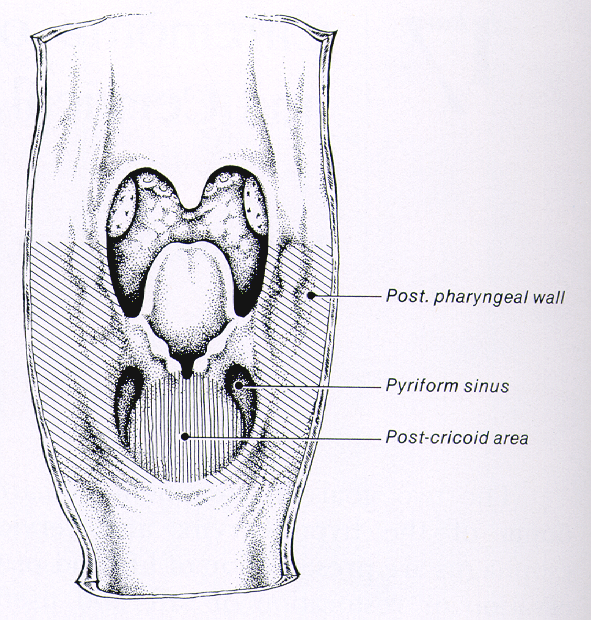 Post. pharyngeal wall
Pyriform sinus
Post-cricoid area